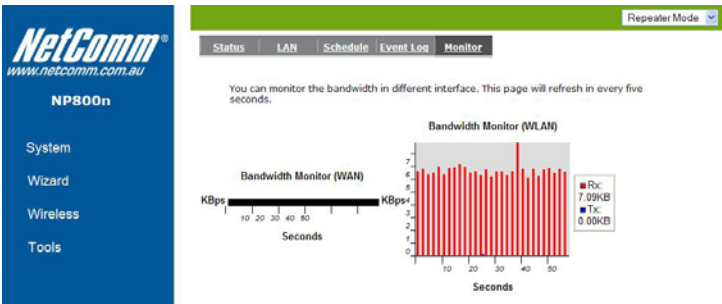 Repeater Mode
NetComm®
www.netcomm.com.au
NP800n
System
Wizard
Wireless
Tools
Status LAN Schedule Event Log Monitor
You can monitor the bandwidth in different interface. This page will refresh in every five
seconds.
Bandwidth Monitor (WAN)
KBps
10 20 30 40 50
Seconds
Bandwidth Monitor (WLAN)
KBps
7
6
5
4
3
2
1
0
10 20 30 40 50
Seconds
Rx:
7.09KB
Tx:
0.00KB